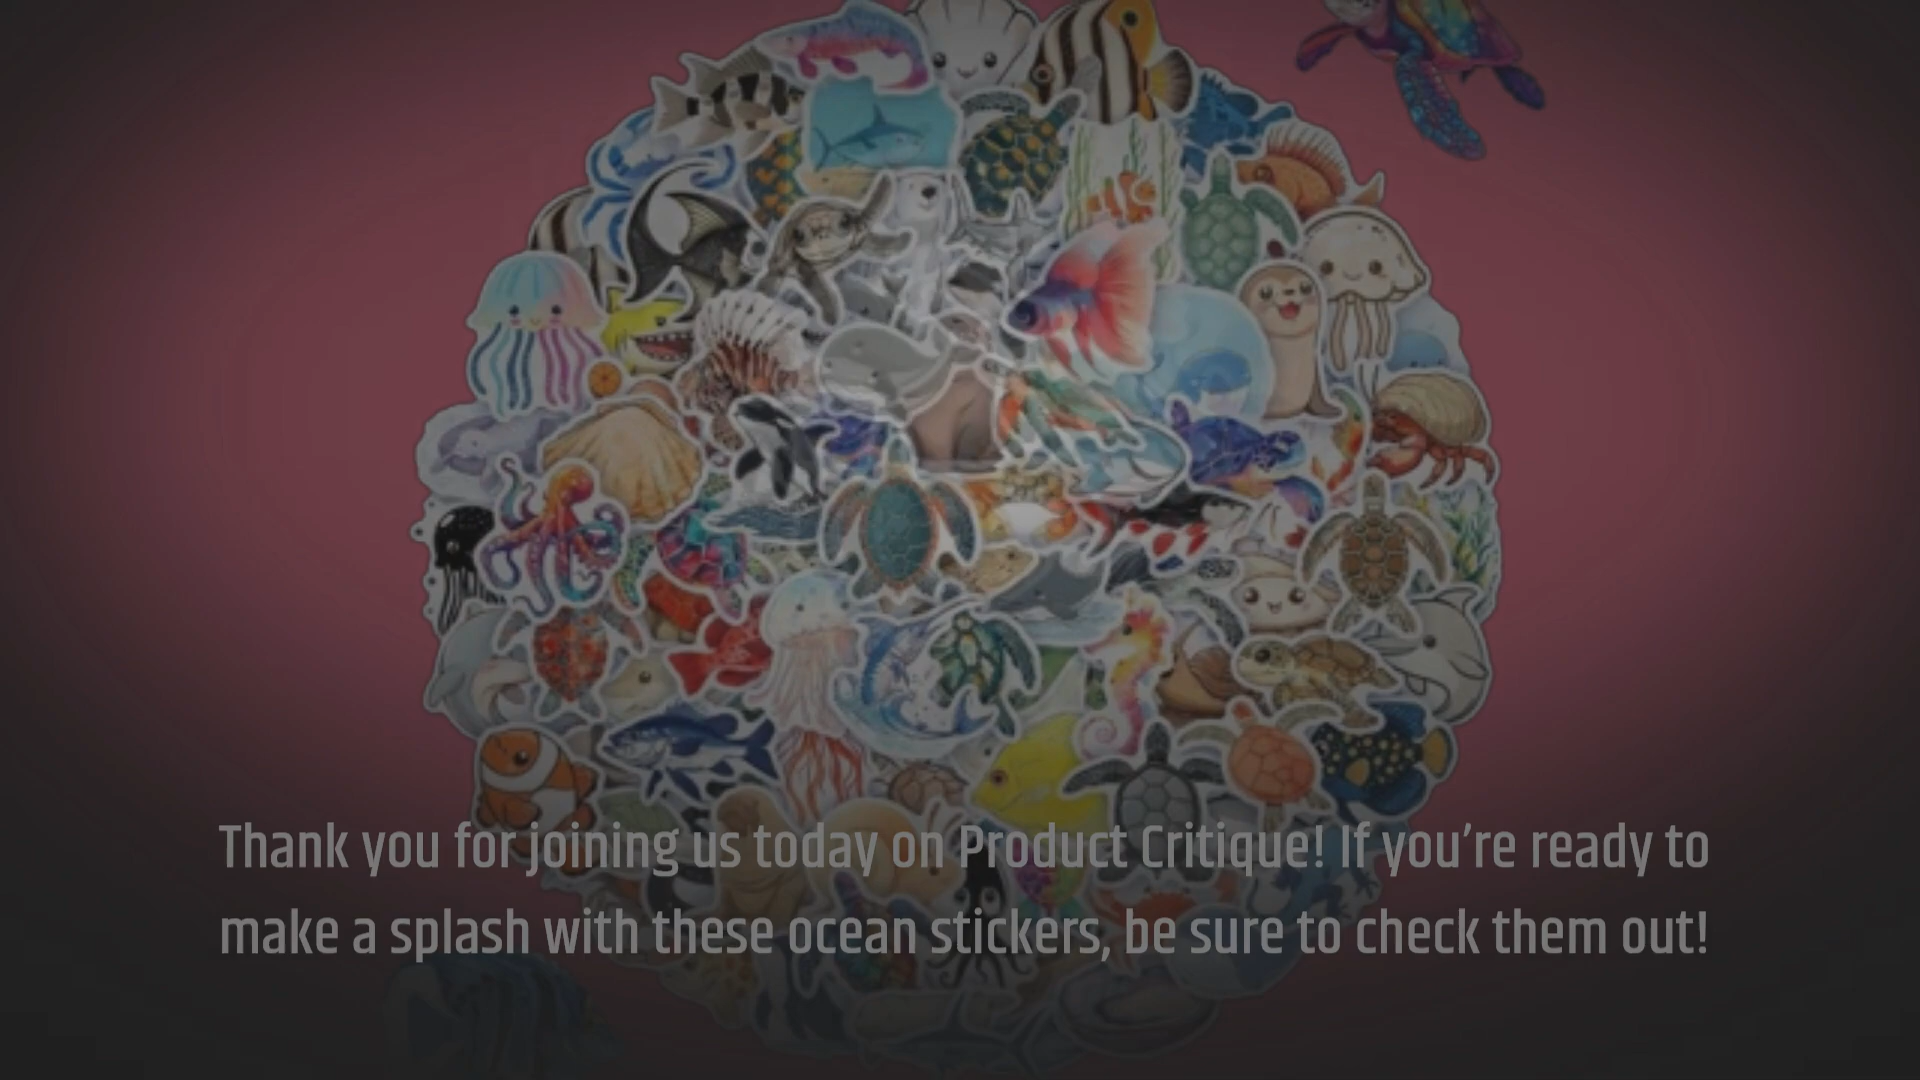 Thank you for joining us today on Product Critique! If you’re ready to
make a splash with these ocean stickers, be sure to check them out!